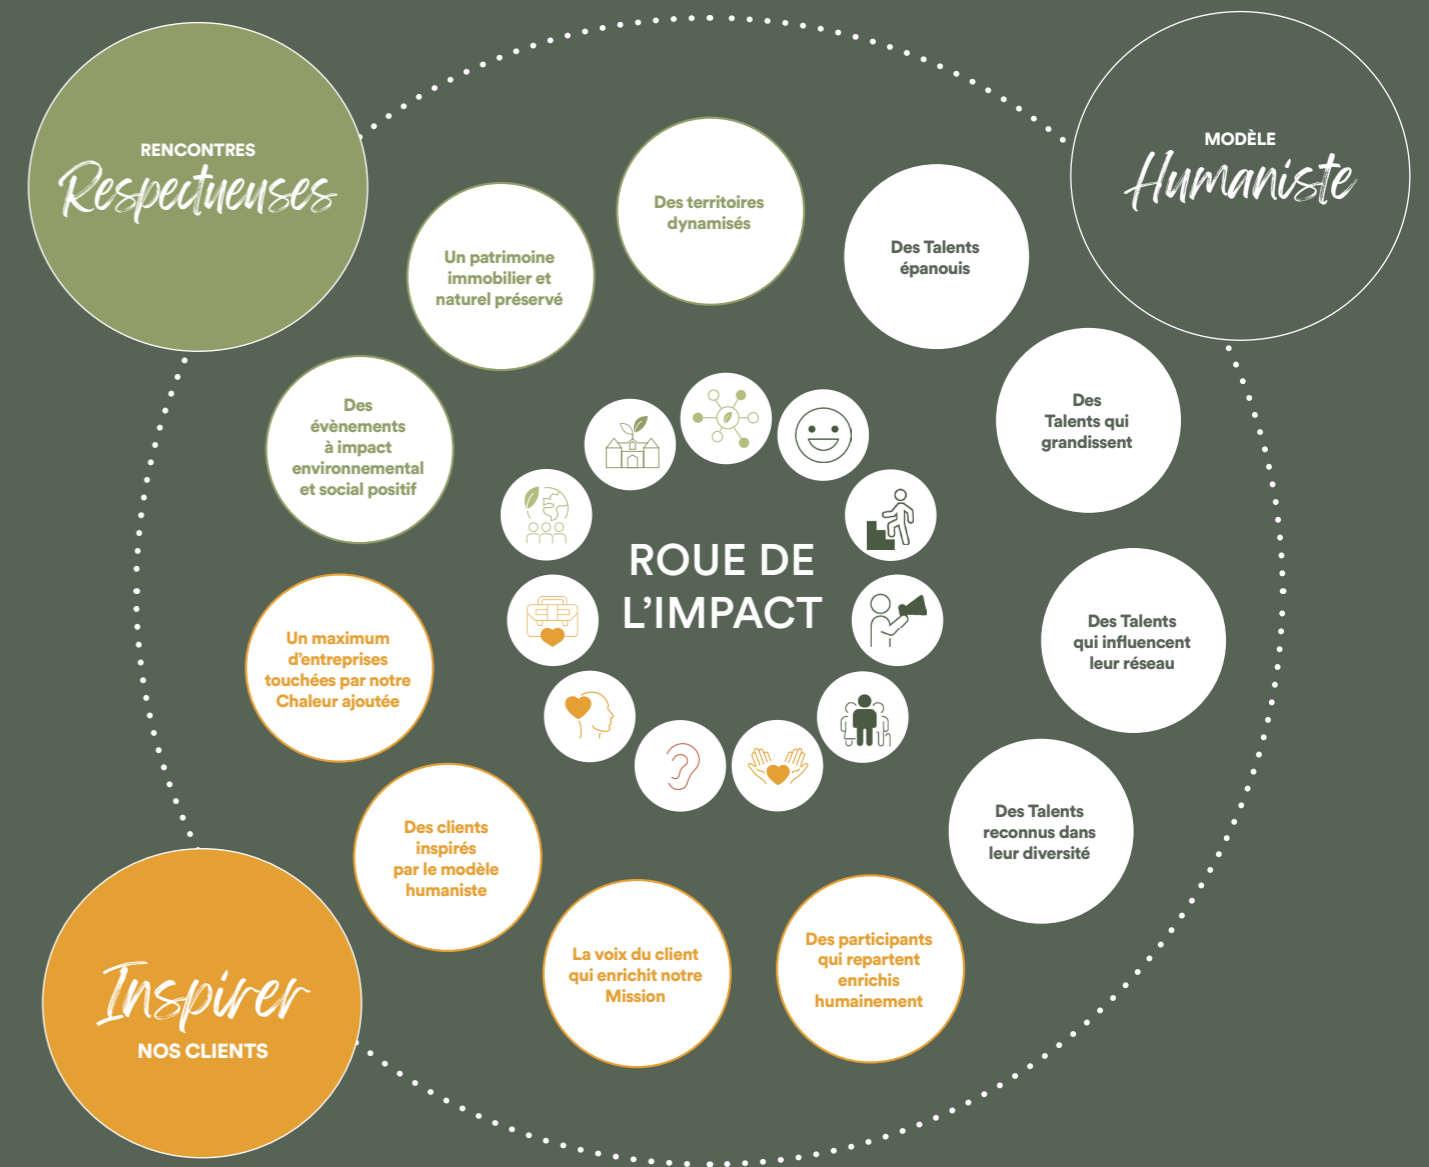 RENCONTRES
Respectueuses
MODÈLE
Humaniste
Des territoires
dynamisés
Des Talents
épanouis
Des
Talents qui
grandissent
Des Talents
qui influencent
leur réseau
Des Talents
reconnus dans
leur diversité
Des participants
qui repartent
enrichis
humainement
La voix du client
qui enrichit notre
Mission
Des clients
inspirés
par le modèle
humaniste
Un maximum
d'entreprises
touchées par notre
Chaleur ajoutée
Des
évènements
à impact
environnemental
et social positif
Un patrimoine
immobilier et
naturel préservé
ROUE DE
L'IMPACT
Inspirer
NOS CLIENTS